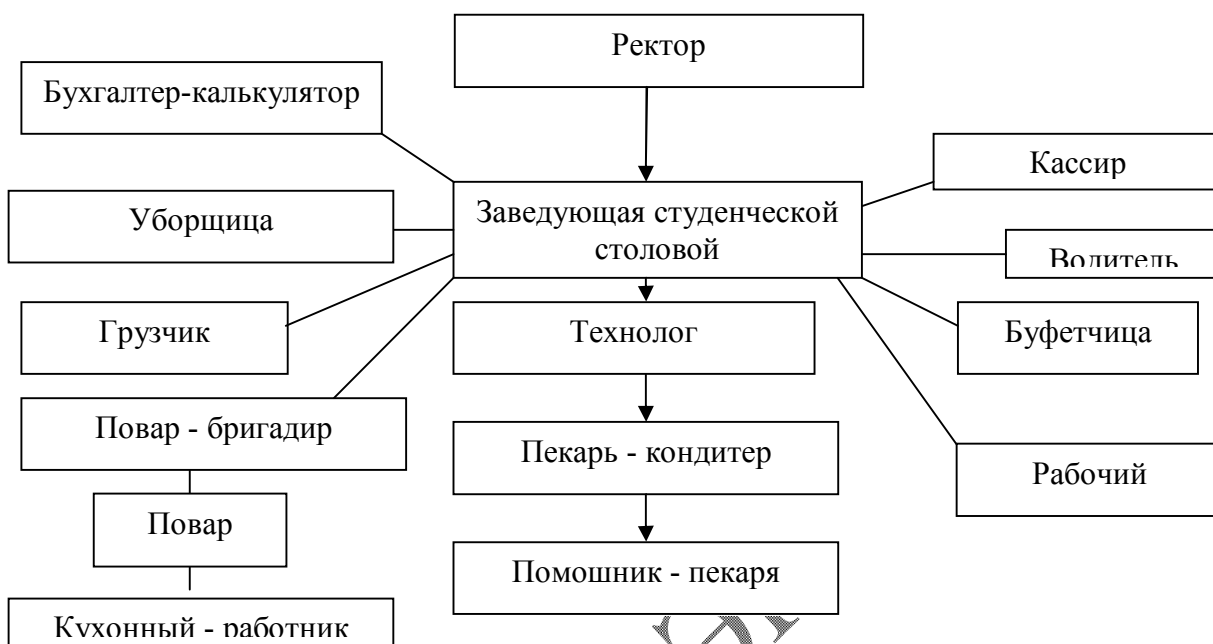 Ректор
Бухгалтер-калькулятор
Кассир
Уборщица
Заведующая студенческой
столовой
Водитель
Грузчик
Технолог
Буфетчица
Повар - бригадир
Пекарь - кондитер
Рабочий
Повар
Помошник - пекаря
Кухонный - работник